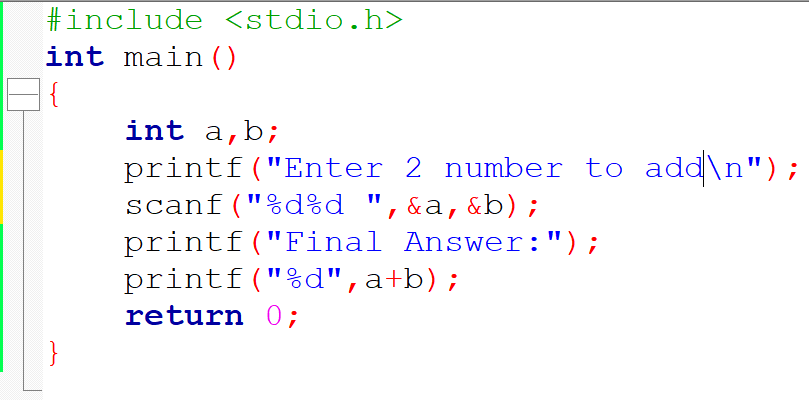 #include <stdio.h>
int main()
{
    int a,b;
    printf("Enter 2 number to add\n");
    scanf("%d%d ",&a,&b);
    printf("Final Answer:");
    printf("%d",a+b);
    return 0;
}